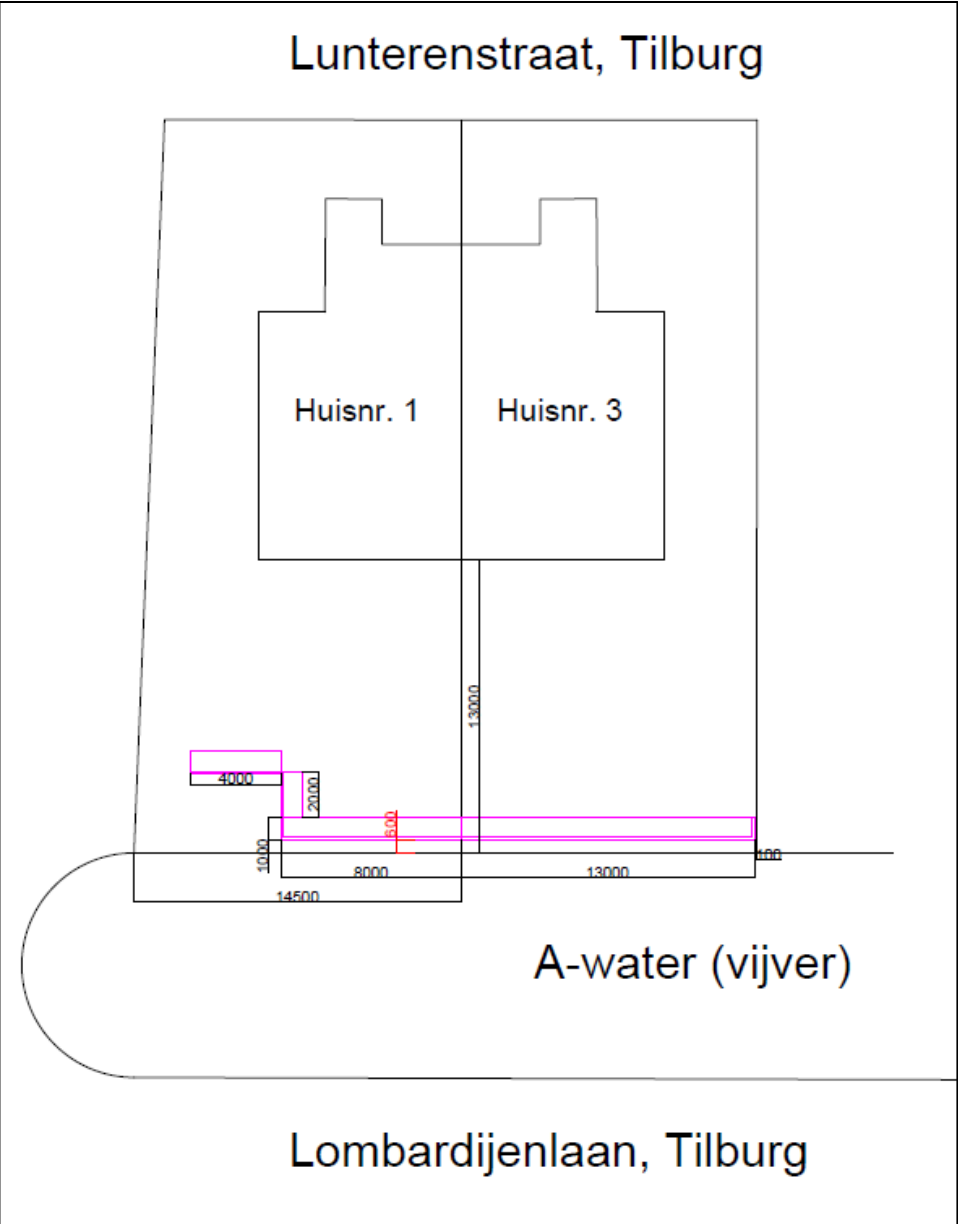 Lunterenstraat, Tilburg
Huisnr. 1
Huisnr. 3
13000
4000
2000
600
1000
100
8000
13000
14500
A-water (vijver)
Lombardijenlaan, Tilburg